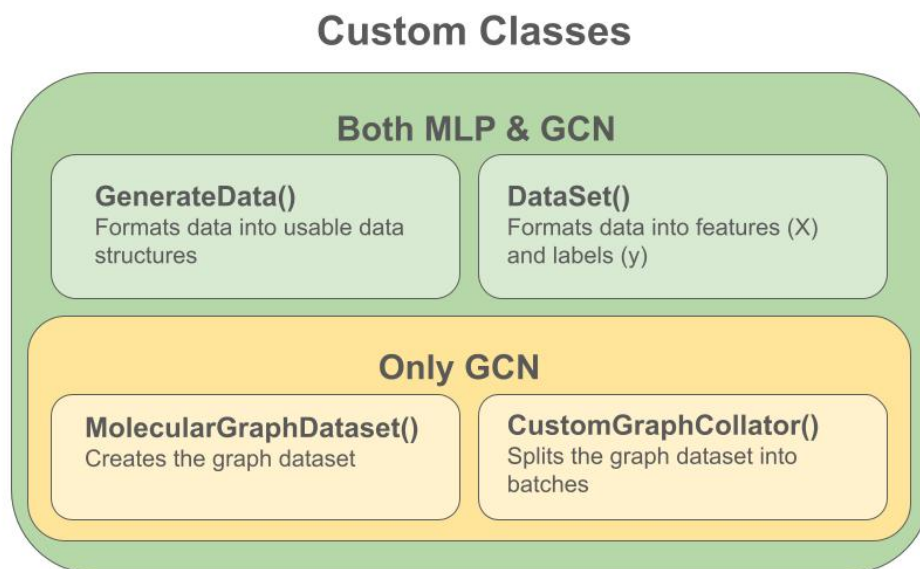 Custom Classes
Both MLP & GCN
GenerateData()
Formats data into usable data
structures
DataSet()
Formats data into features (X)
and labels (y)
Only GCN
MolecularGraphDataset()
Creates the graph dataset
CustomGraphCollator()
Splits the graph dataset into
batches